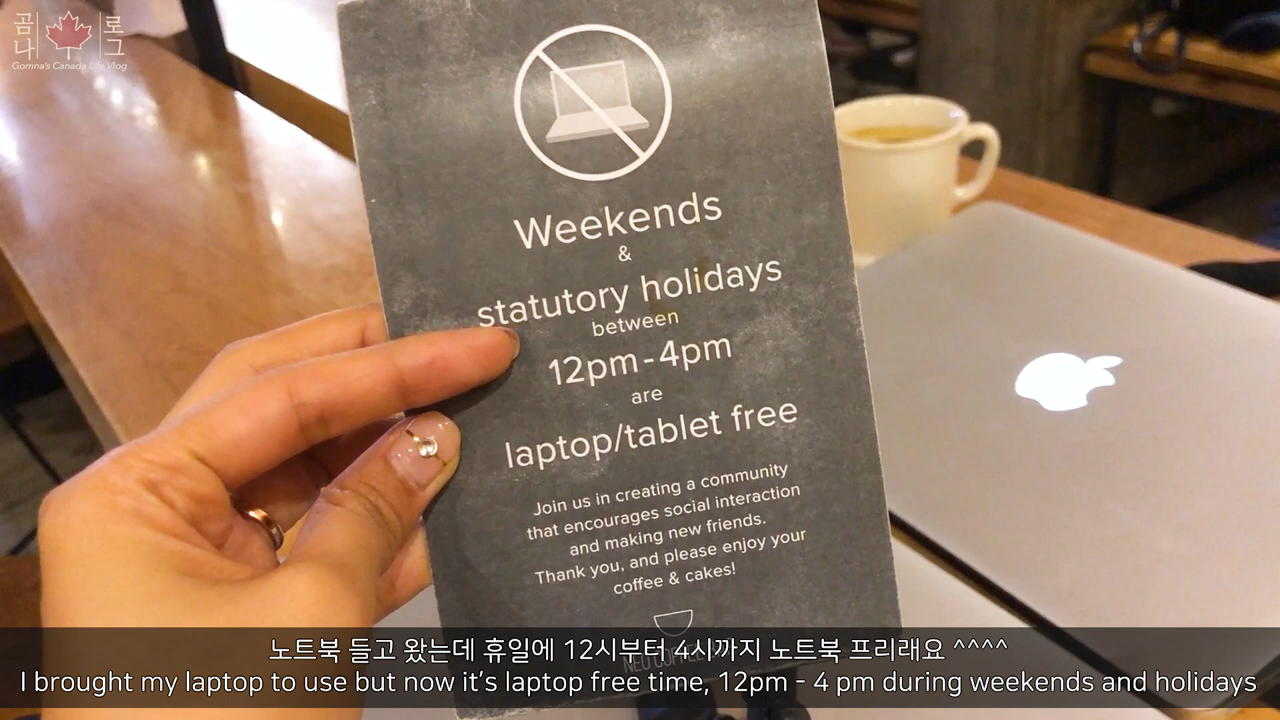 곰 로
나 그
Gomna's Canada Life Vlog
Weekends
&
statutory holidays
between
12pm-4pm
are
laptop/tablet free
Join us in creating a community
that encourages social interaction
and making new friends.
Thank you, and please enjoy your
coffee & cakes!
NEO COFFEE
노트북 들고 왔는데 휴일에 12시부터 4시까지 노트북 프리래요 ^^^^
I brought my laptop to use but now it's laptop free time, 12pm - 4 pm during weekends and holidays